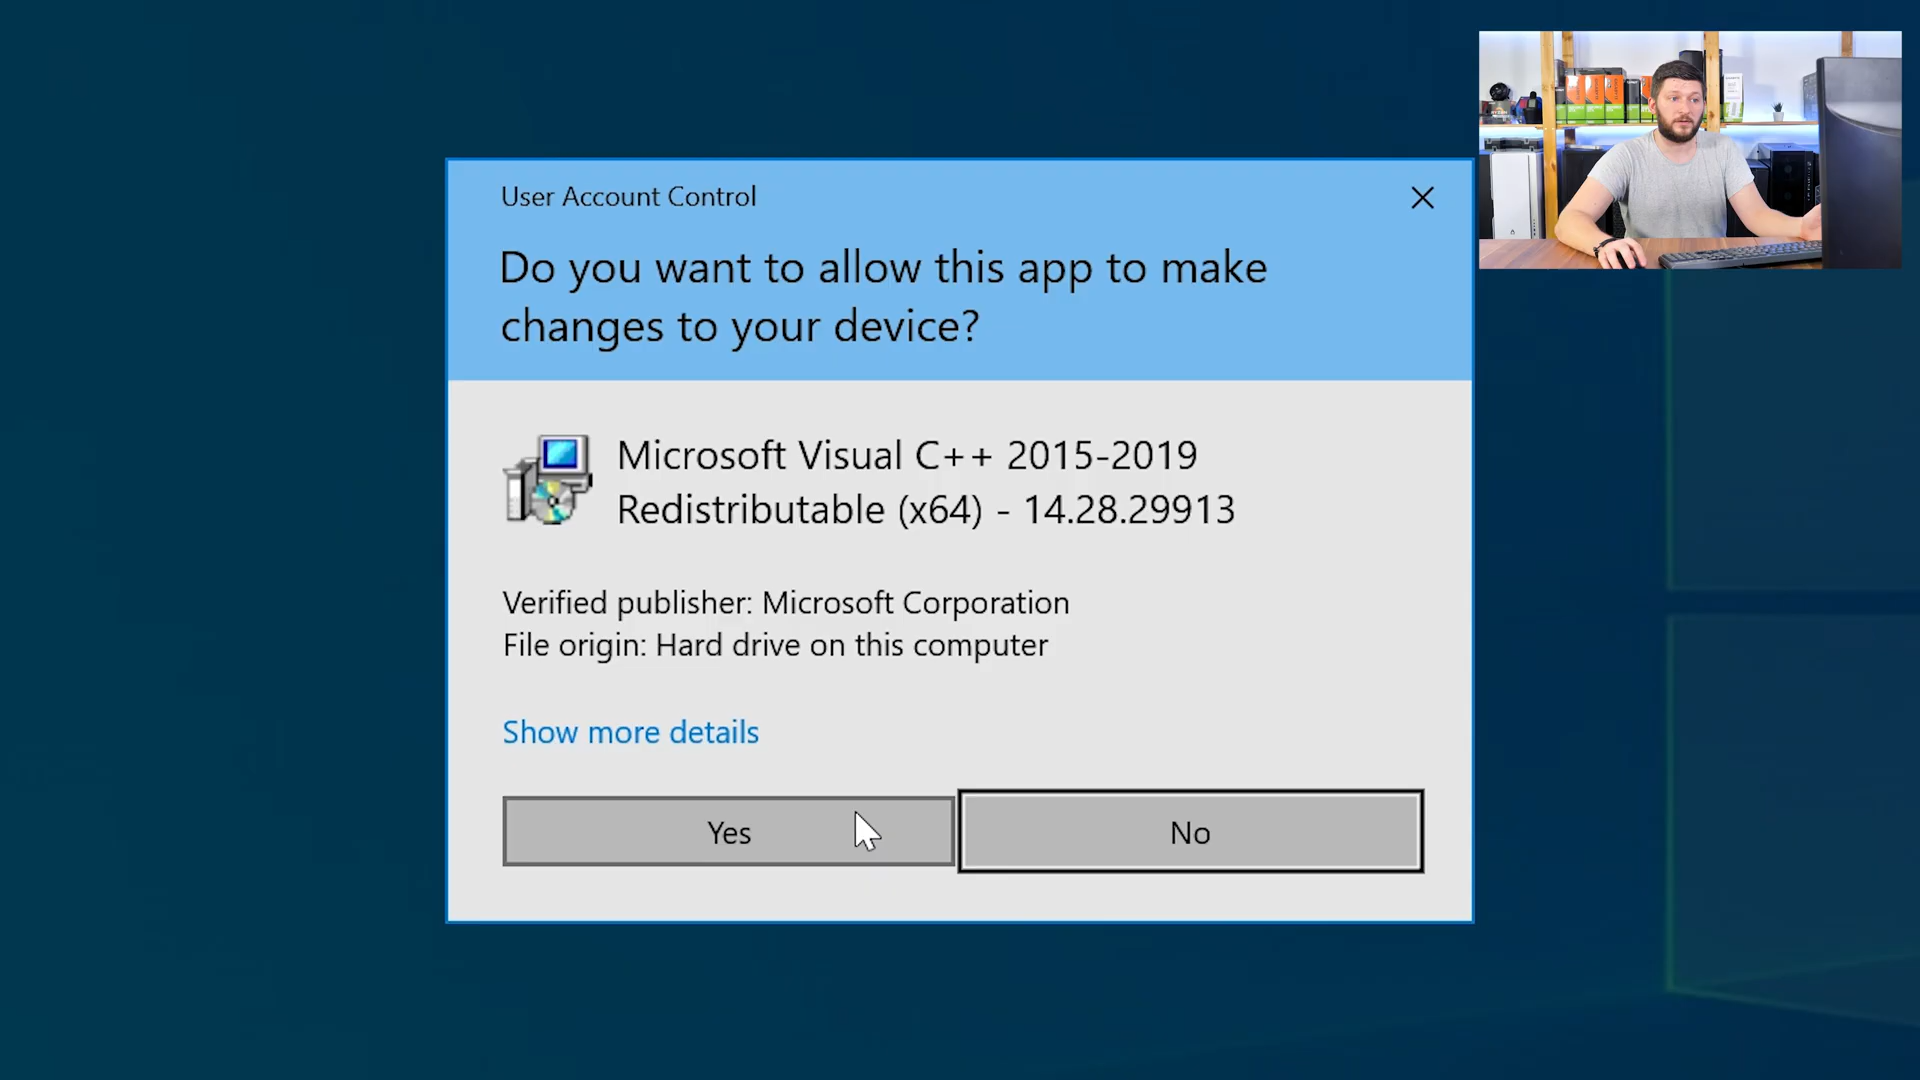 User Account Control
Do you want to allow this app to make
changes to your device?
Microsoft Visual C++ 2015-2019
Redistributable (x64) - 14.28.29913
Verified publisher: Microsoft Corporation
File origin: Hard drive on this computer
Show more details
Yes
No